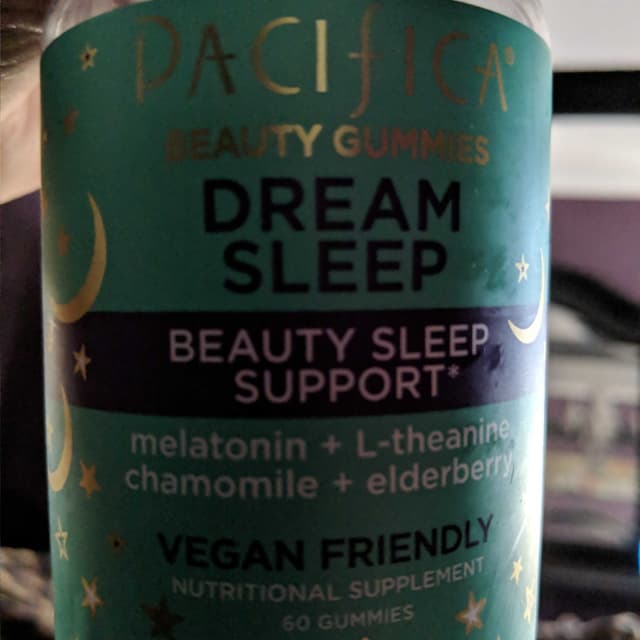 PACIFICA®
BEAUTY GUMMIES
DREAM
SLEEP
BEAUTY SLEEP
SUPPORT*
melatonin + L-theanine
chamomile + elderberry
VEGAN FRIENDLY
NUTRITIONAL SUPPLEMENT
60 GUMMIES